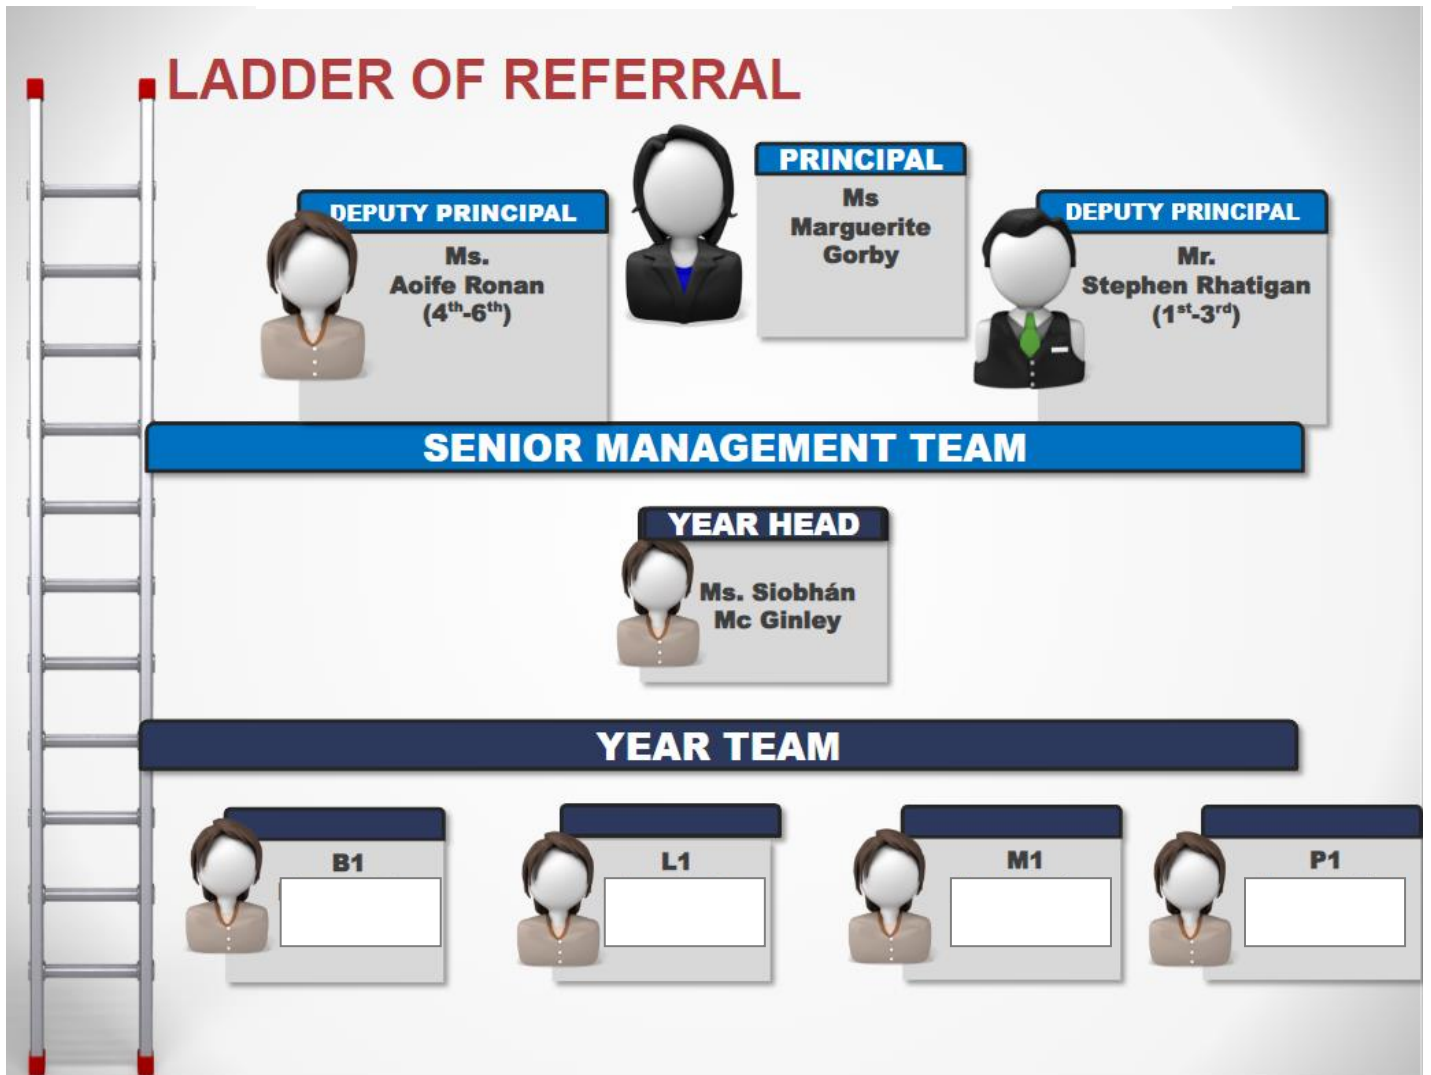 LADDER OF REFERRAL
PRINCIPAL
Ms
Marguerite
Gorby
DEPUTY PRINCIPAL
Ms.
Aoife Ronan
(4th-6th)
DEPUTY PRINCIPAL
Mr.
Stephen Rhatigan
(1st-3rd)
SENIOR MANAGEMENT TEAM
YEAR HEAD
Ms. Siobhán
Mc Ginley
YEAR TEAM
B1
L1
M1
P1